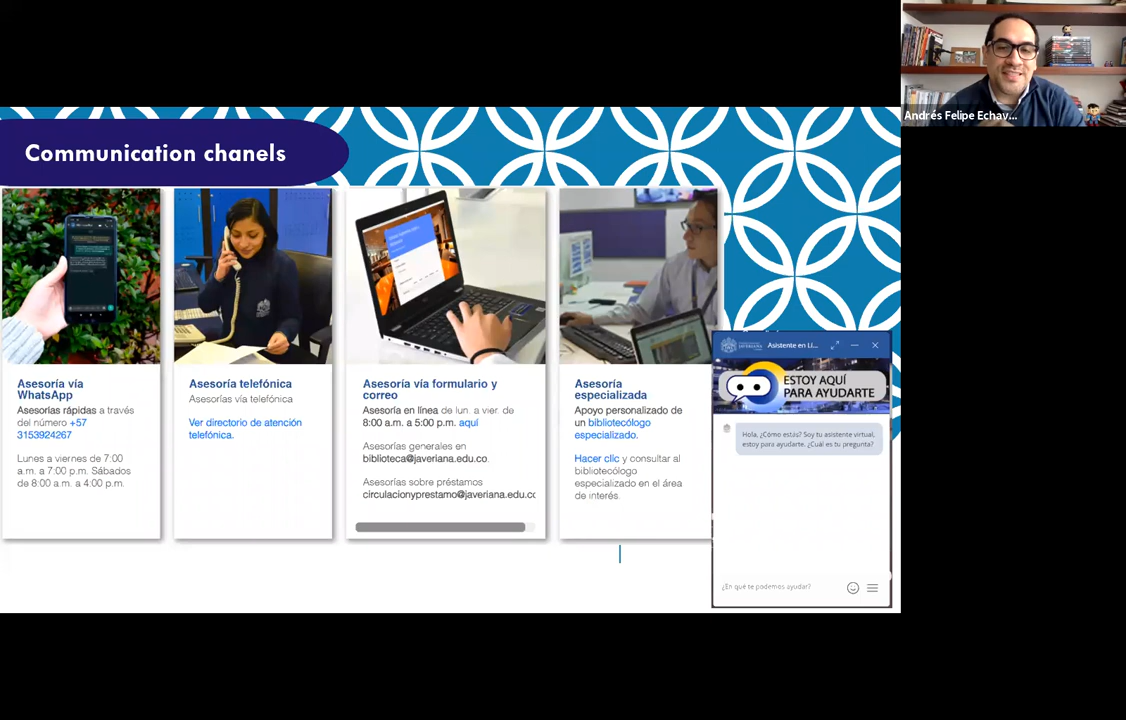 Andrés Felipe Echav...
Communication chanels
Asesoría vía
WhatsApp
Asesorías rápidas a través
del número +57
3153924267
Lunes a viernes de 7:00
a.m. a 7:00 p.m. Sábados
de 8:00 a m. a 4:00 p.m.
Asesoría telefónica
Asesorías vía telefónica
Ver directorio de atención
telefónica.
Asesoría vía formulario y
correo
Asesoría en línea de lun. a vier. de
8:00 a.m. a 5:00 p.m. aquí
Asesorías generales en
biblioteca@javeriana.edu.co.
Asesorías sobre préstamos
circulacionyprestamo@javeriana.edu.co
Asesoría
especializada
Apoyo personalizado de
un bibliotecólogo
especializado.
Hacer clic y consultar al
bibliotecólogo
especializado en el área
de interés.
JAVERIANA
Asistente en Lí...
ESTOY AQUÍ
PARA AYUDARTE
Hola, ¿Cómo estás? Soy tu asistente virtual,
estoy para ayudarte. ¿Cuál es tu pregunta?
¿En qué te podemos ayudar?